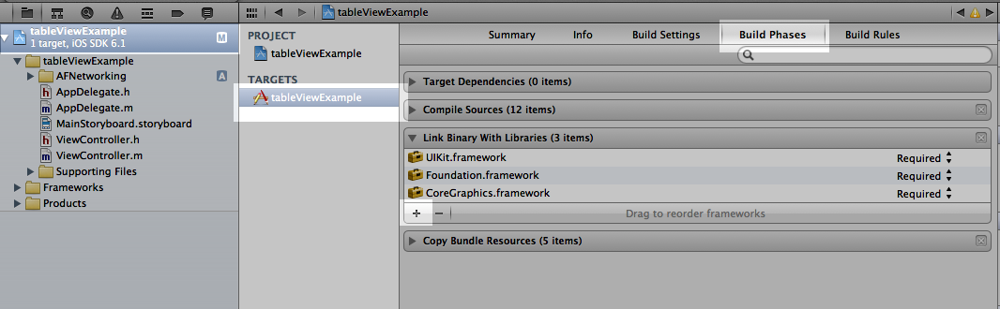 tableViewExample
tableViewExample
1 target, iOS SDK 6.1
M
tableViewExample
AFNetworking
A
AppDelegate.h
AppDelegate.m
MainStoryboard.storyboard
ViewController.h
ViewController.m
Supporting Files
Frameworks
Products
PROJECT
tableViewExample
TARGETS
tableViewExample
Summary Info Build Settings Build Phases Build Rules
Target Dependencies (0 items)
Compile Sources (12 items)
Link Binary With Libraries (3 items)
UIKit.framework Required
Foundation.framework Required
CoreGraphics.framework Required
+ − Drag to reorder frameworks
Copy Bundle Resources (5 items)